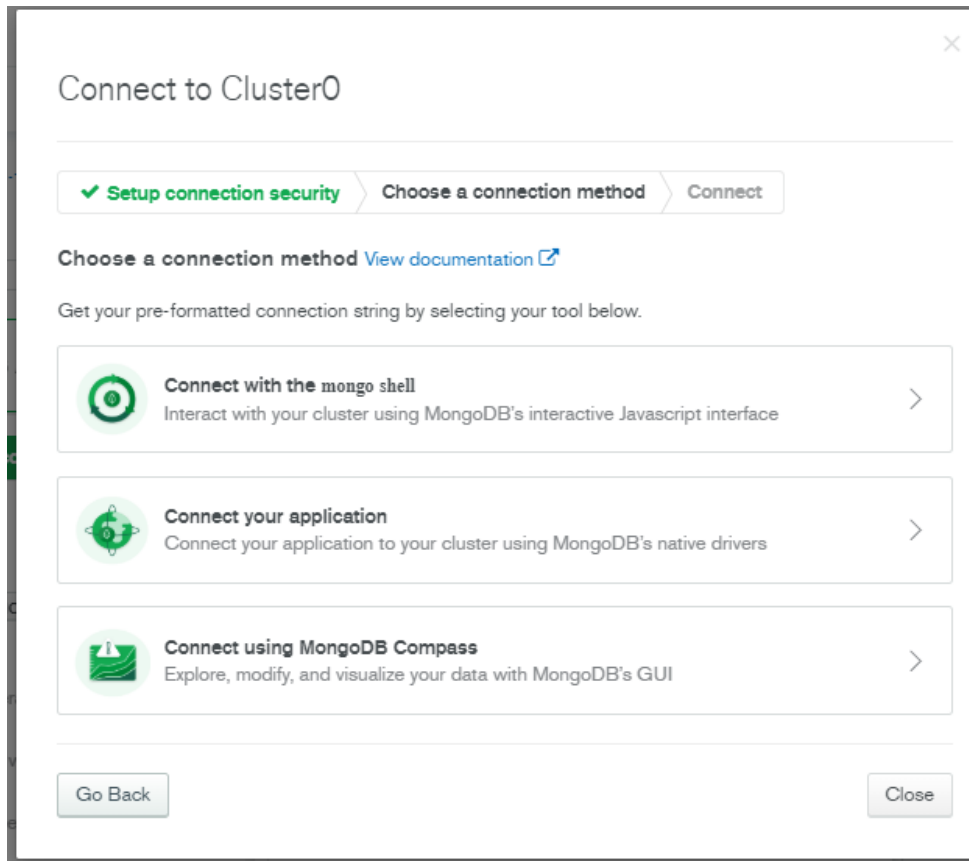 Connect to Cluster0
Setup connection security Choose a connection method Connect
Choose a connection method View documentation
Get your pre-formatted connection string by selecting your tool below.
Connect with the mongo shell
Interact with your cluster using MongoDB's interactive Javascript interface
Connect your application
Connect your application to your cluster using MongoDB's native drivers
Connect using MongoDB Compass
Explore, modify, and visualize your data with MongoDB's GUI
Go Back Close